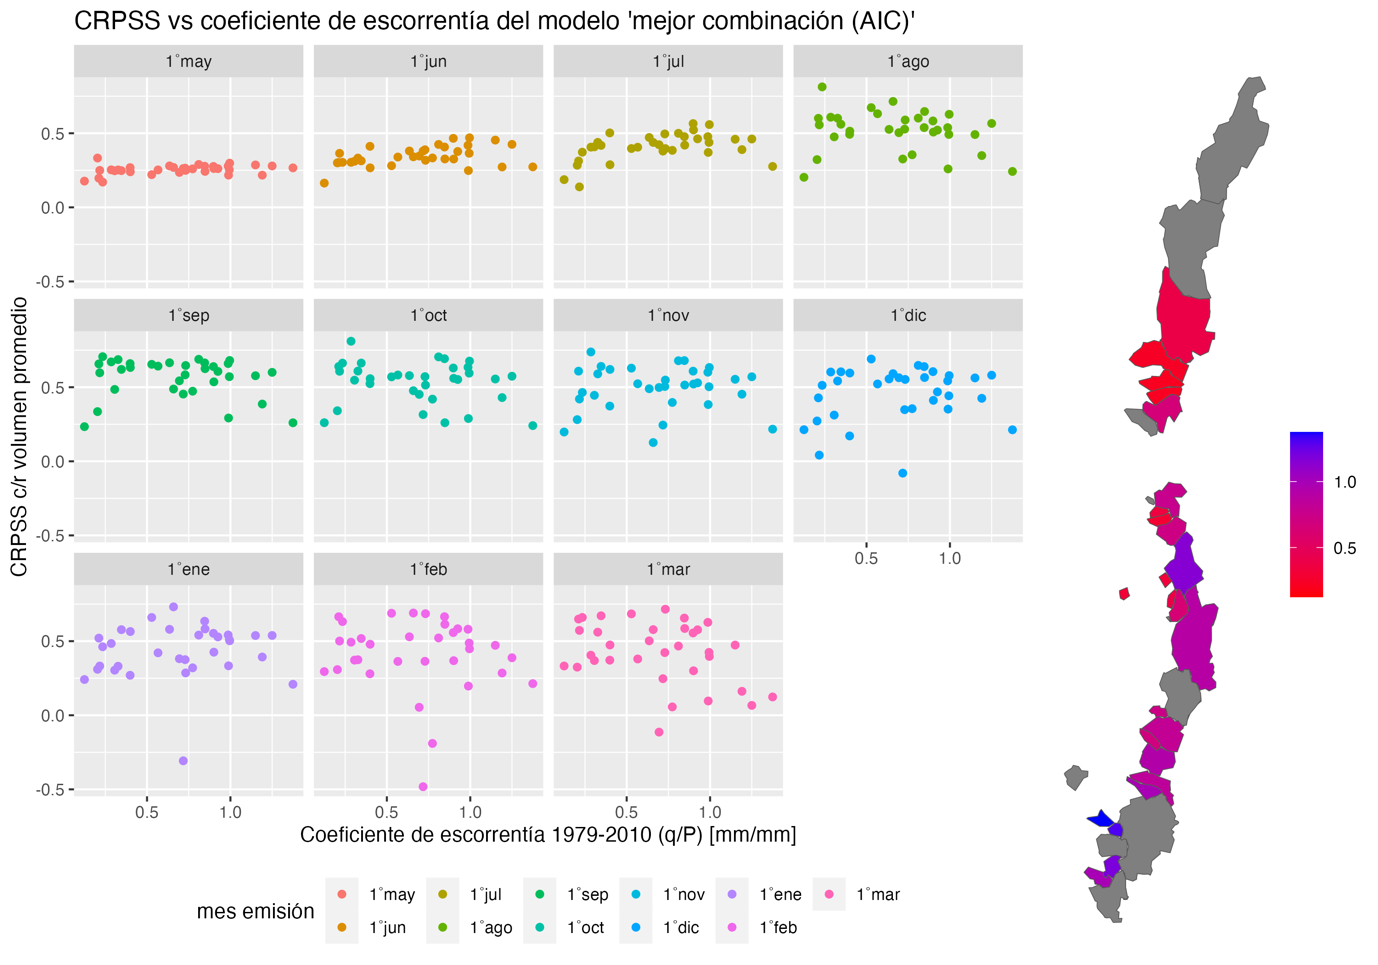 CRPSS vs coeficiente de escorrentía del modelo 'mejor combinación (AIC)'
1°may
1°jun
1°jul
1°ago
0.5
0.0
-0.5
1°sep
1°oct
1°nov
1°dic
0.5
0.0
-0.5
0.5
1.0
1°ene
1°feb
1°mar
0.5
0.0
-0.5
0.5
1.0
0.5
1.0
0.5
1.0
CRPSS c/r volumen promedio
Coeficiente de escorrentía 1979-2010 (q/P) [mm/mm]
mes emisión
1°may
1°jul
1°sep
1°nov
1°ene
1°mar
1°jun
1°ago
1°oct
1°dic
1°feb
1.0
0.5